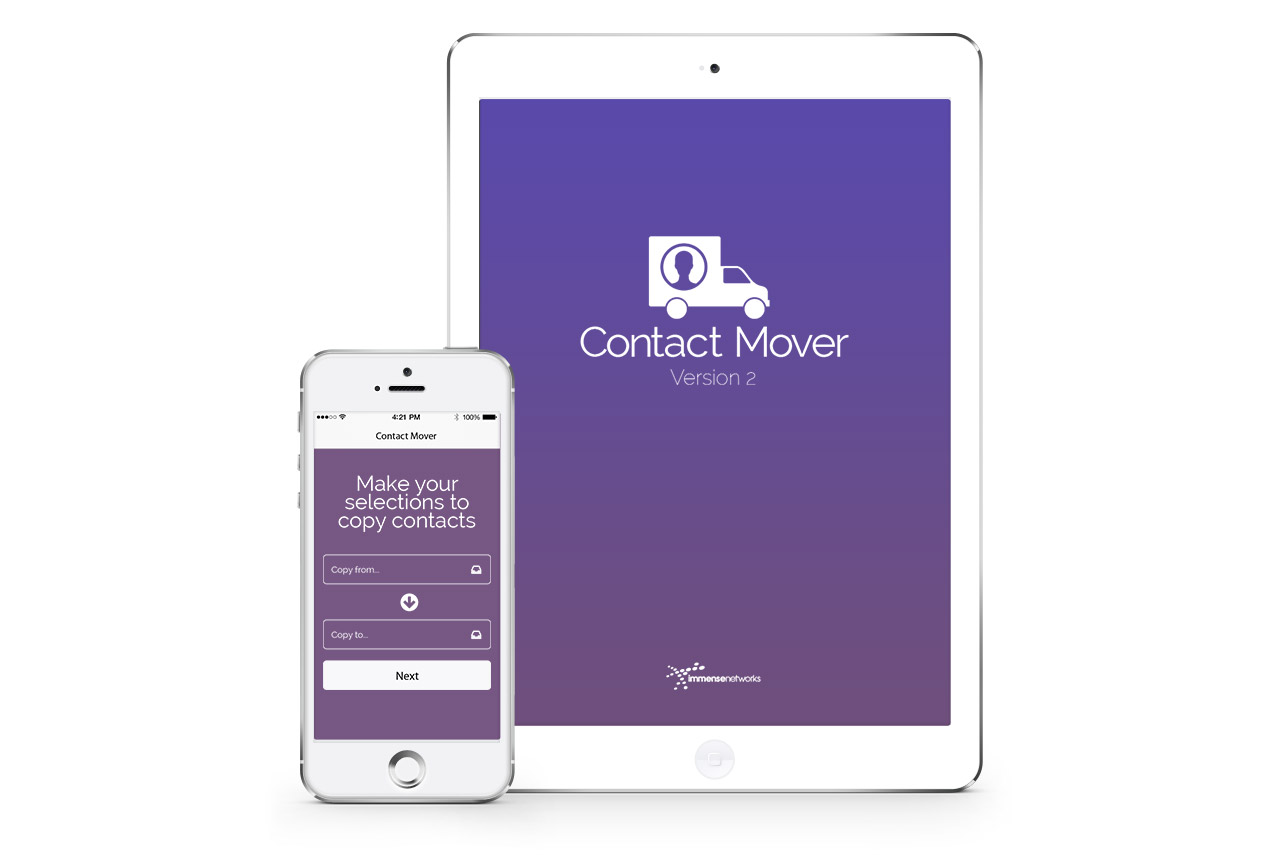 Contact Mover
Version 2
immensenetworks
4:21 PM
100%
Contact Mover
Make your
selections to
copy contacts
Copy from...
Copy to...
Next